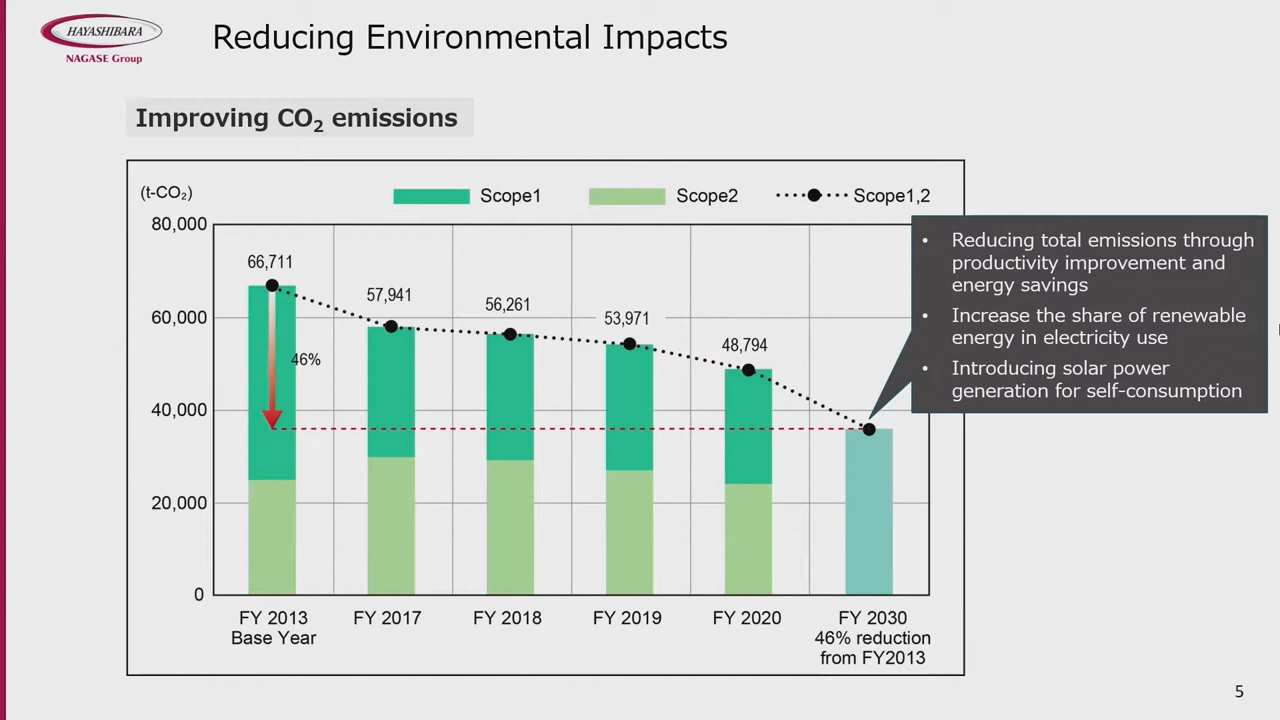 HAYASHIBARA
NAGASE Group
Reducing Environmental Impacts
Improving CO₂ emissions
(t-CO₂)
Scope1
Scope2
Scope1,2
80,000
60,000
40,000
20,000
0
66,711
57,941
56,261
53,971
48,794
46%
FY 2013
Base Year
FY 2017
FY 2018
FY 2019
FY 2020
FY 2030
46% reduction
from FY2013
• Reducing total emissions through
productivity improvement and
energy savings
• Increase the share of renewable
energy in electricity use
• Introducing solar power
generation for self-consumption
5